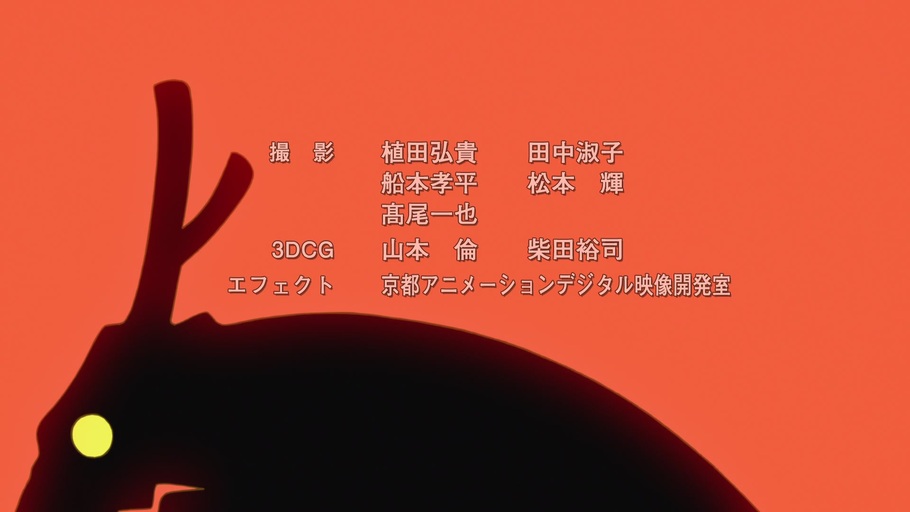 撮　影　植田弘貴　田中淑子
船本孝平　松本　輝
髙尾一也
3DCG　山本　倫　柴田裕司
エフェクト　京都アニメーションデジタル映像開発室